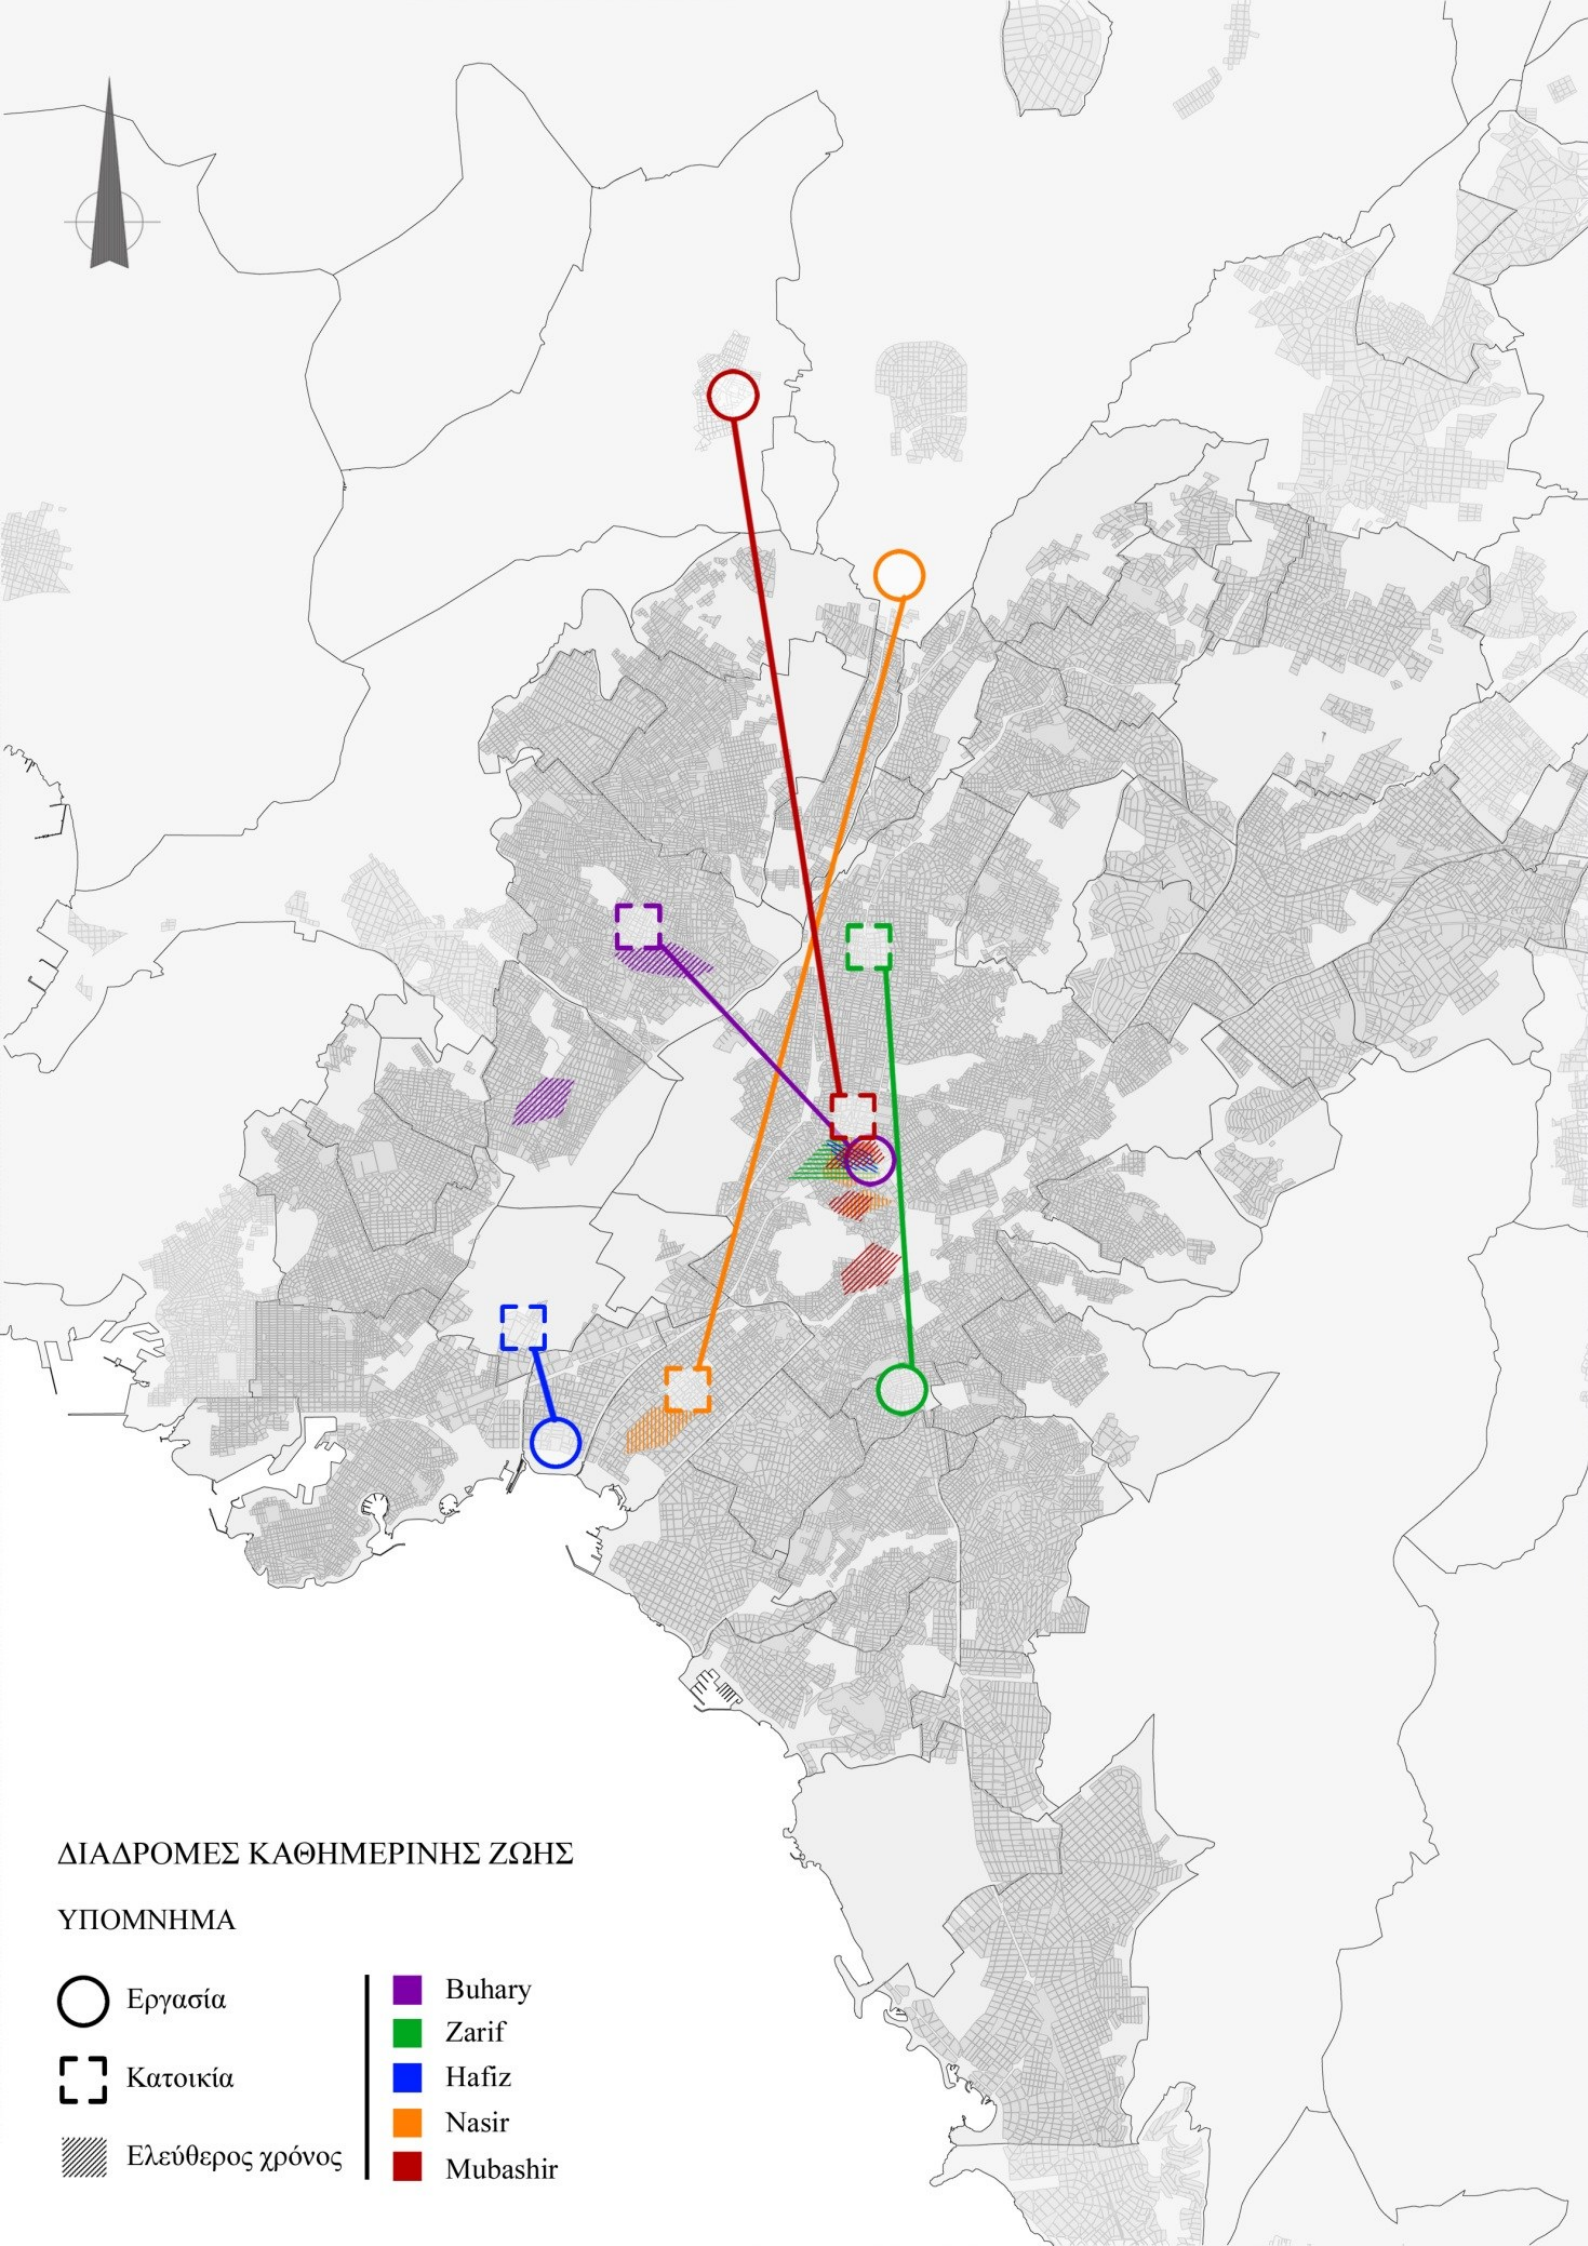 ΔΙΑΔΡΟΜΕΣ ΚΑΘΗΜΕΡΙΝΗΣ ΖΩΗΣ
ΥΠΟΜΝΗΜΑ
Εργασία
Κατοικία
Ελεύθερος χρόνος
Buhary
Zarif
Hafiz
Nasir
Mubashir